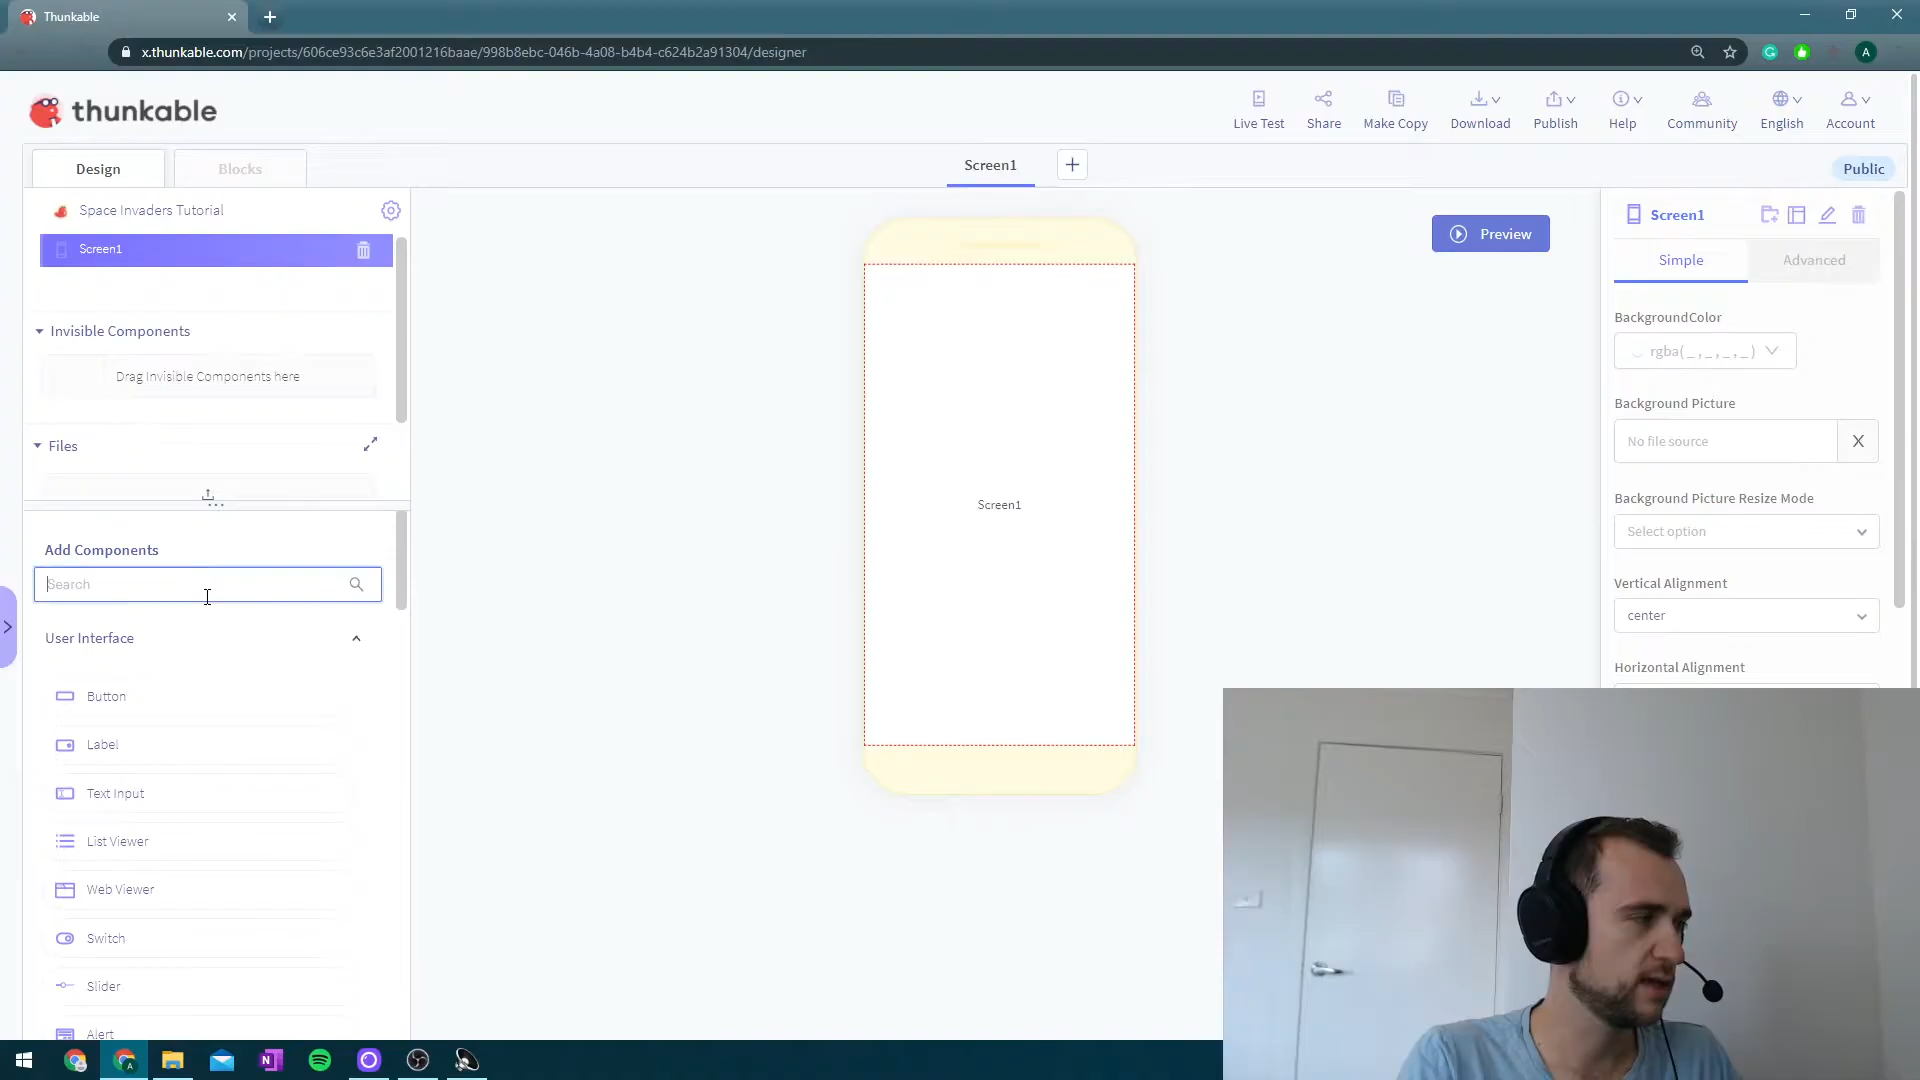 Thunkable
x.thunkable.com/projects/606ce93c6e3af2001216baae/998b8ebc-046b-4a08-b4b4-c624b2a91304/designer
A
thunkable
Live Test
Share
Make Copy
Download
Publish
Help
Community
English
Account
Design
Blocks
Screen1
Public
Space Invaders Tutorial
Screen1
Invisible Components
Drag Invisible Components here
Files
Add Components
Search
User Interface
Button
Label
Text Input
List Viewer
Web Viewer
Switch
Slider
Alert
Screen1
Preview
Screen1
Simple
Advanced
BackgroundColor
rgba(_,_,_,_)
Background Picture
No file source
X
Background Picture Resize Mode
Select option
Vertical Alignment
center
Horizontal Alignment